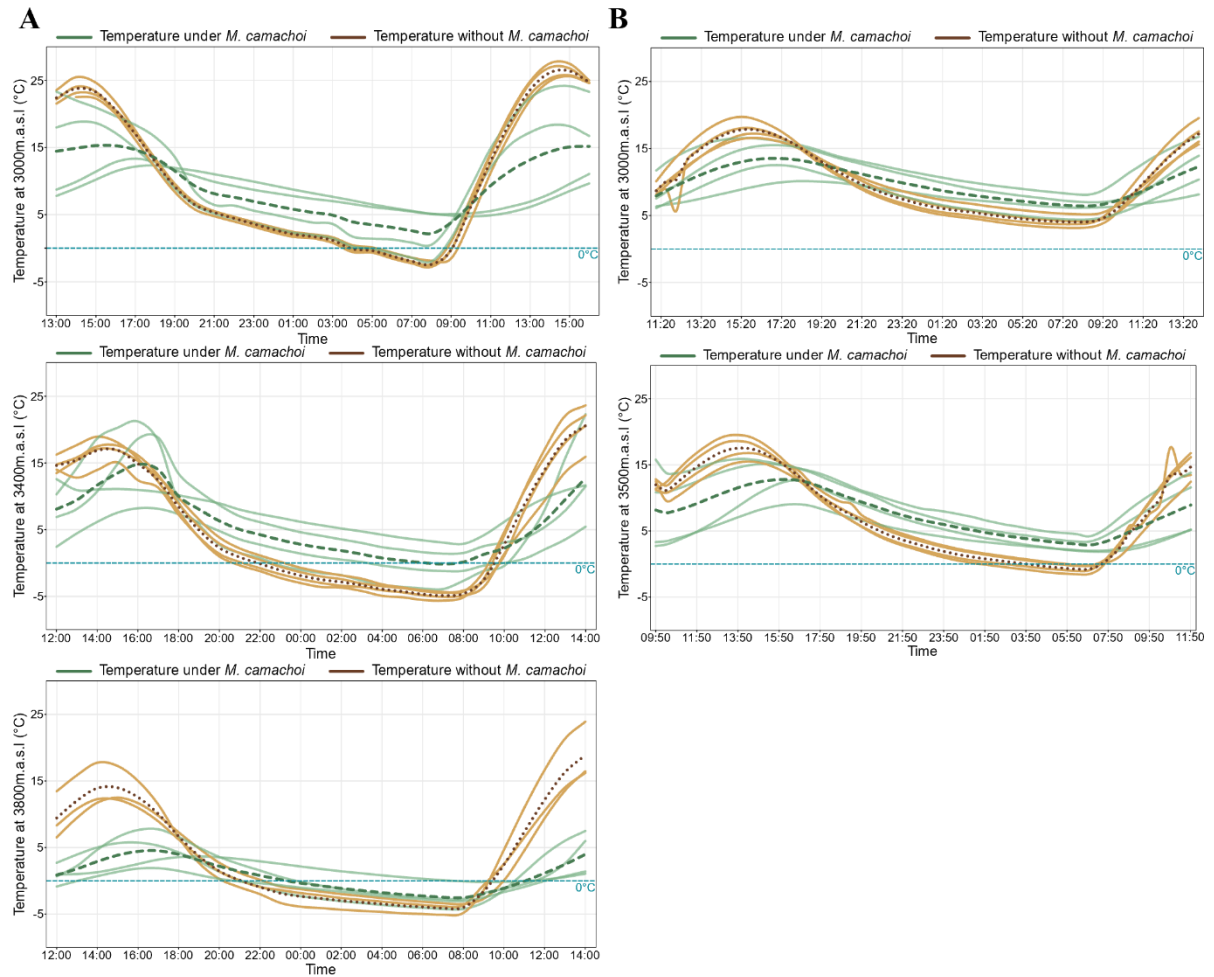 A
Temperature under M. camachoi Temperature without M. camachoi
Temperature at 3000m.a.s.l (°C)
25
15
5
-5
0°C
13:00 15:00 17:00 19:00 21:00 23:00 01:00 03:00 05:00 07:00 09:00 11:00 13:00 15:00
Time
Temperature under M. camachoi Temperature without M. camachoi
Temperature at 3400m.a.s.l (°C)
25
15
5
-5
0°C
12:00 14:00 16:00 18:00 20:00 22:00 00:00 02:00 04:00 06:00 08:00 10:00 12:00 14:00
Time
Temperature under M. camachoi Temperature without M. camachoi
Temperature at 3800m.a.s.l (°C)
25
15
5
-5
0°C
12:00 14:00 16:00 18:00 20:00 22:00 00:00 02:00 04:00 06:00 08:00 10:00 12:00 14:00
Time
B
Temperature under M. camachoi Temperature without M. camachoi
Temperature at 3000m.a.s.l (°C)
25
15
5
-5
0°C
11:20 13:20 15:20 17:20 19:20 21:20 23:20 01:20 03:20 05:20 07:20 09:20 11:20 13:20
Time
Temperature under M. camachoi Temperature without M. camachoi
Temperature at 3500m.a.s.l (°C)
25
15
5
-5
0°C
09:50 11:50 13:50 15:50 17:50 19:50 21:50 23:50 01:50 03:50 05:50 07:50 09:50 11:50
Time